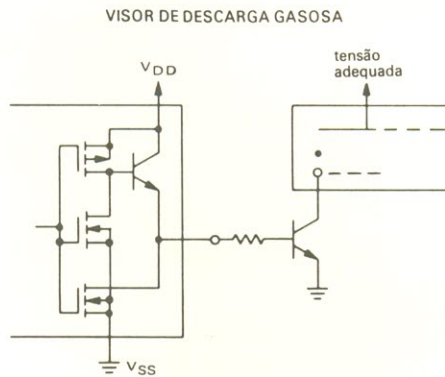 VISOR DE DESCARGA GASOSA
VDD
tensão
adequada
VSS